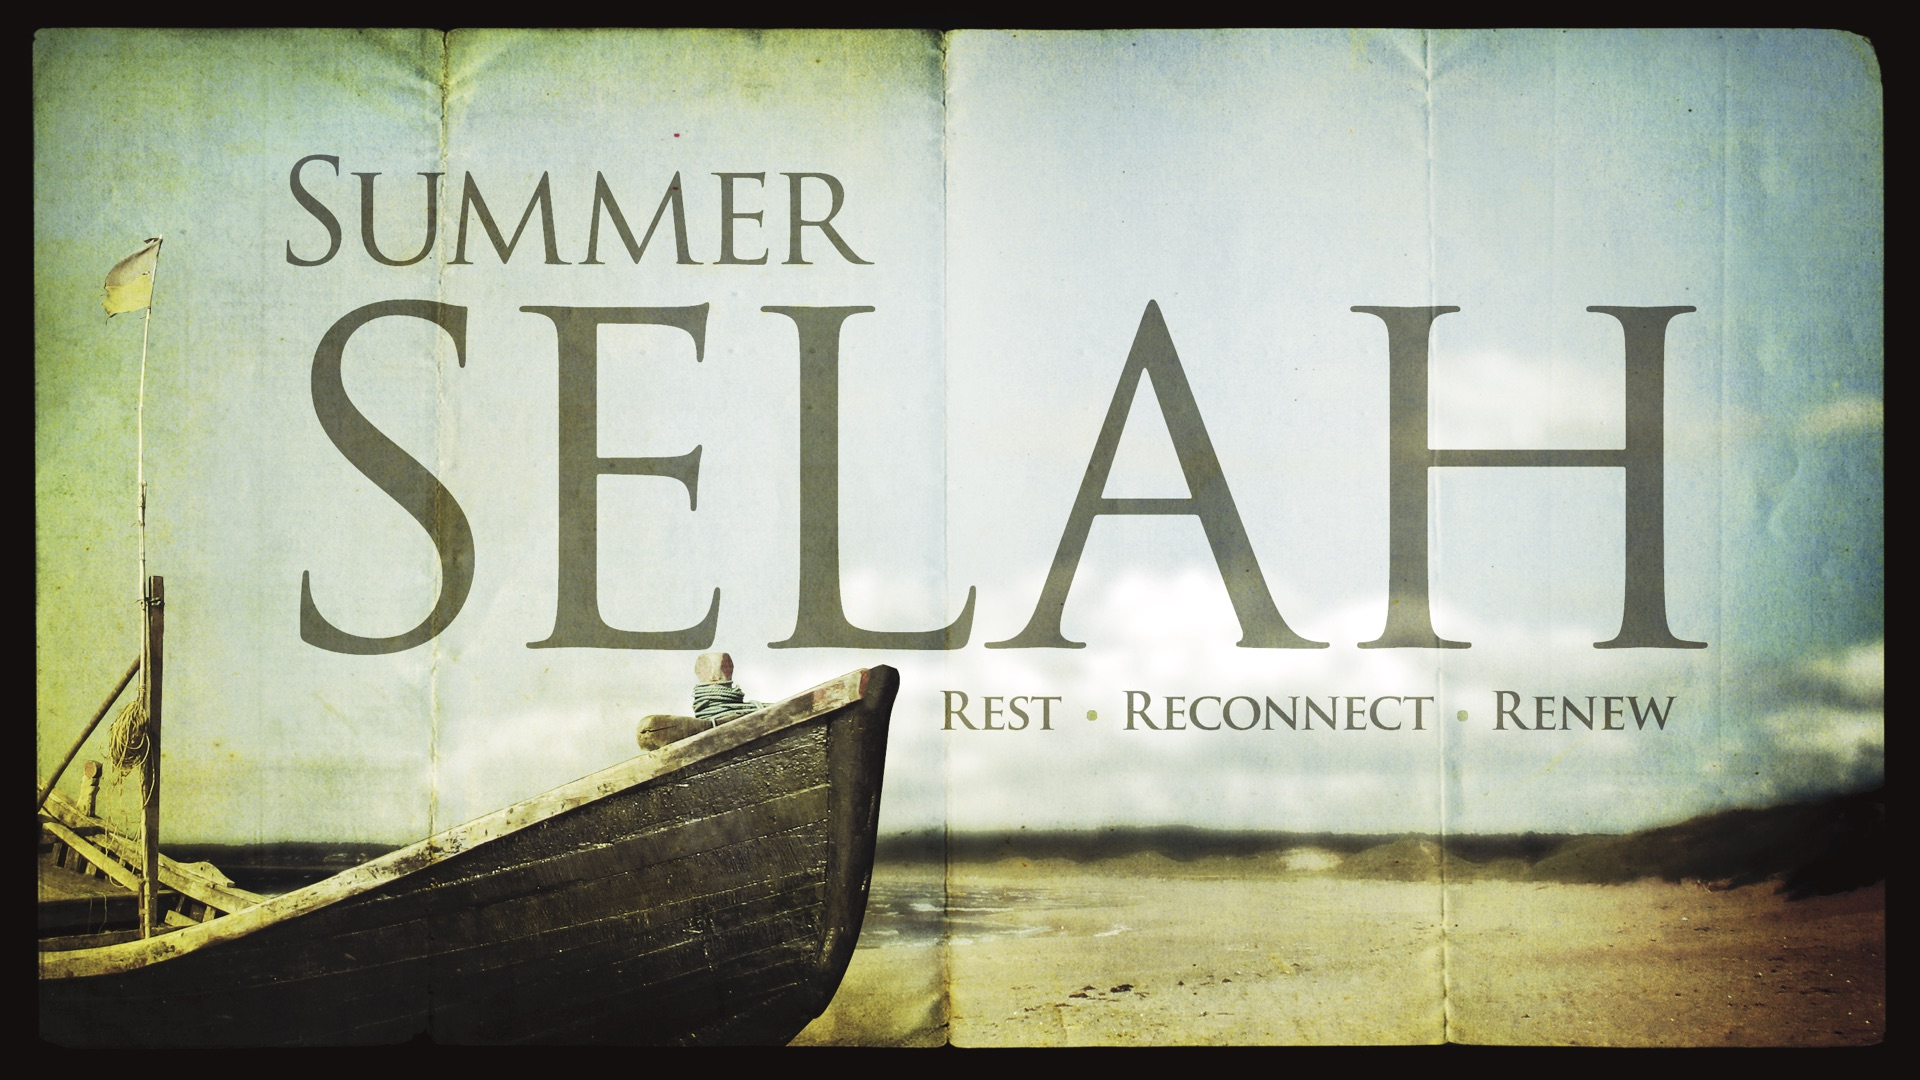 SUMMER
SELAH
REST • RECONNECT • RENEW